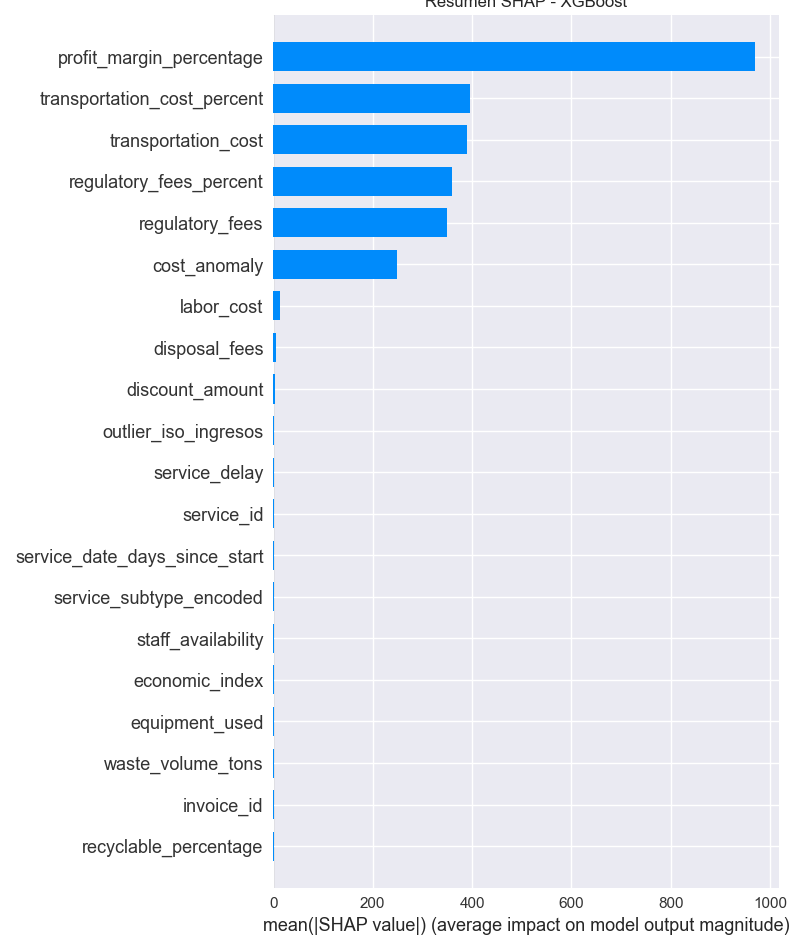 Resumen SHAP - XGBoost
profit_margin_percentage
transportation_cost_percent
transportation_cost
regulatory_fees_percent
regulatory_fees
cost_anomaly
labor_cost
disposal_fees
discount_amount
outlier_iso_ingresos
service_delay
service_id
service_date_days_since_start
service_subtype_encoded
staff_availability
economic_index
equipment_used
waste_volume_tons
invoice_id
recyclable_percentage
0 200 400 600 800 1000
mean(|SHAP value|) (average impact on model output magnitude)